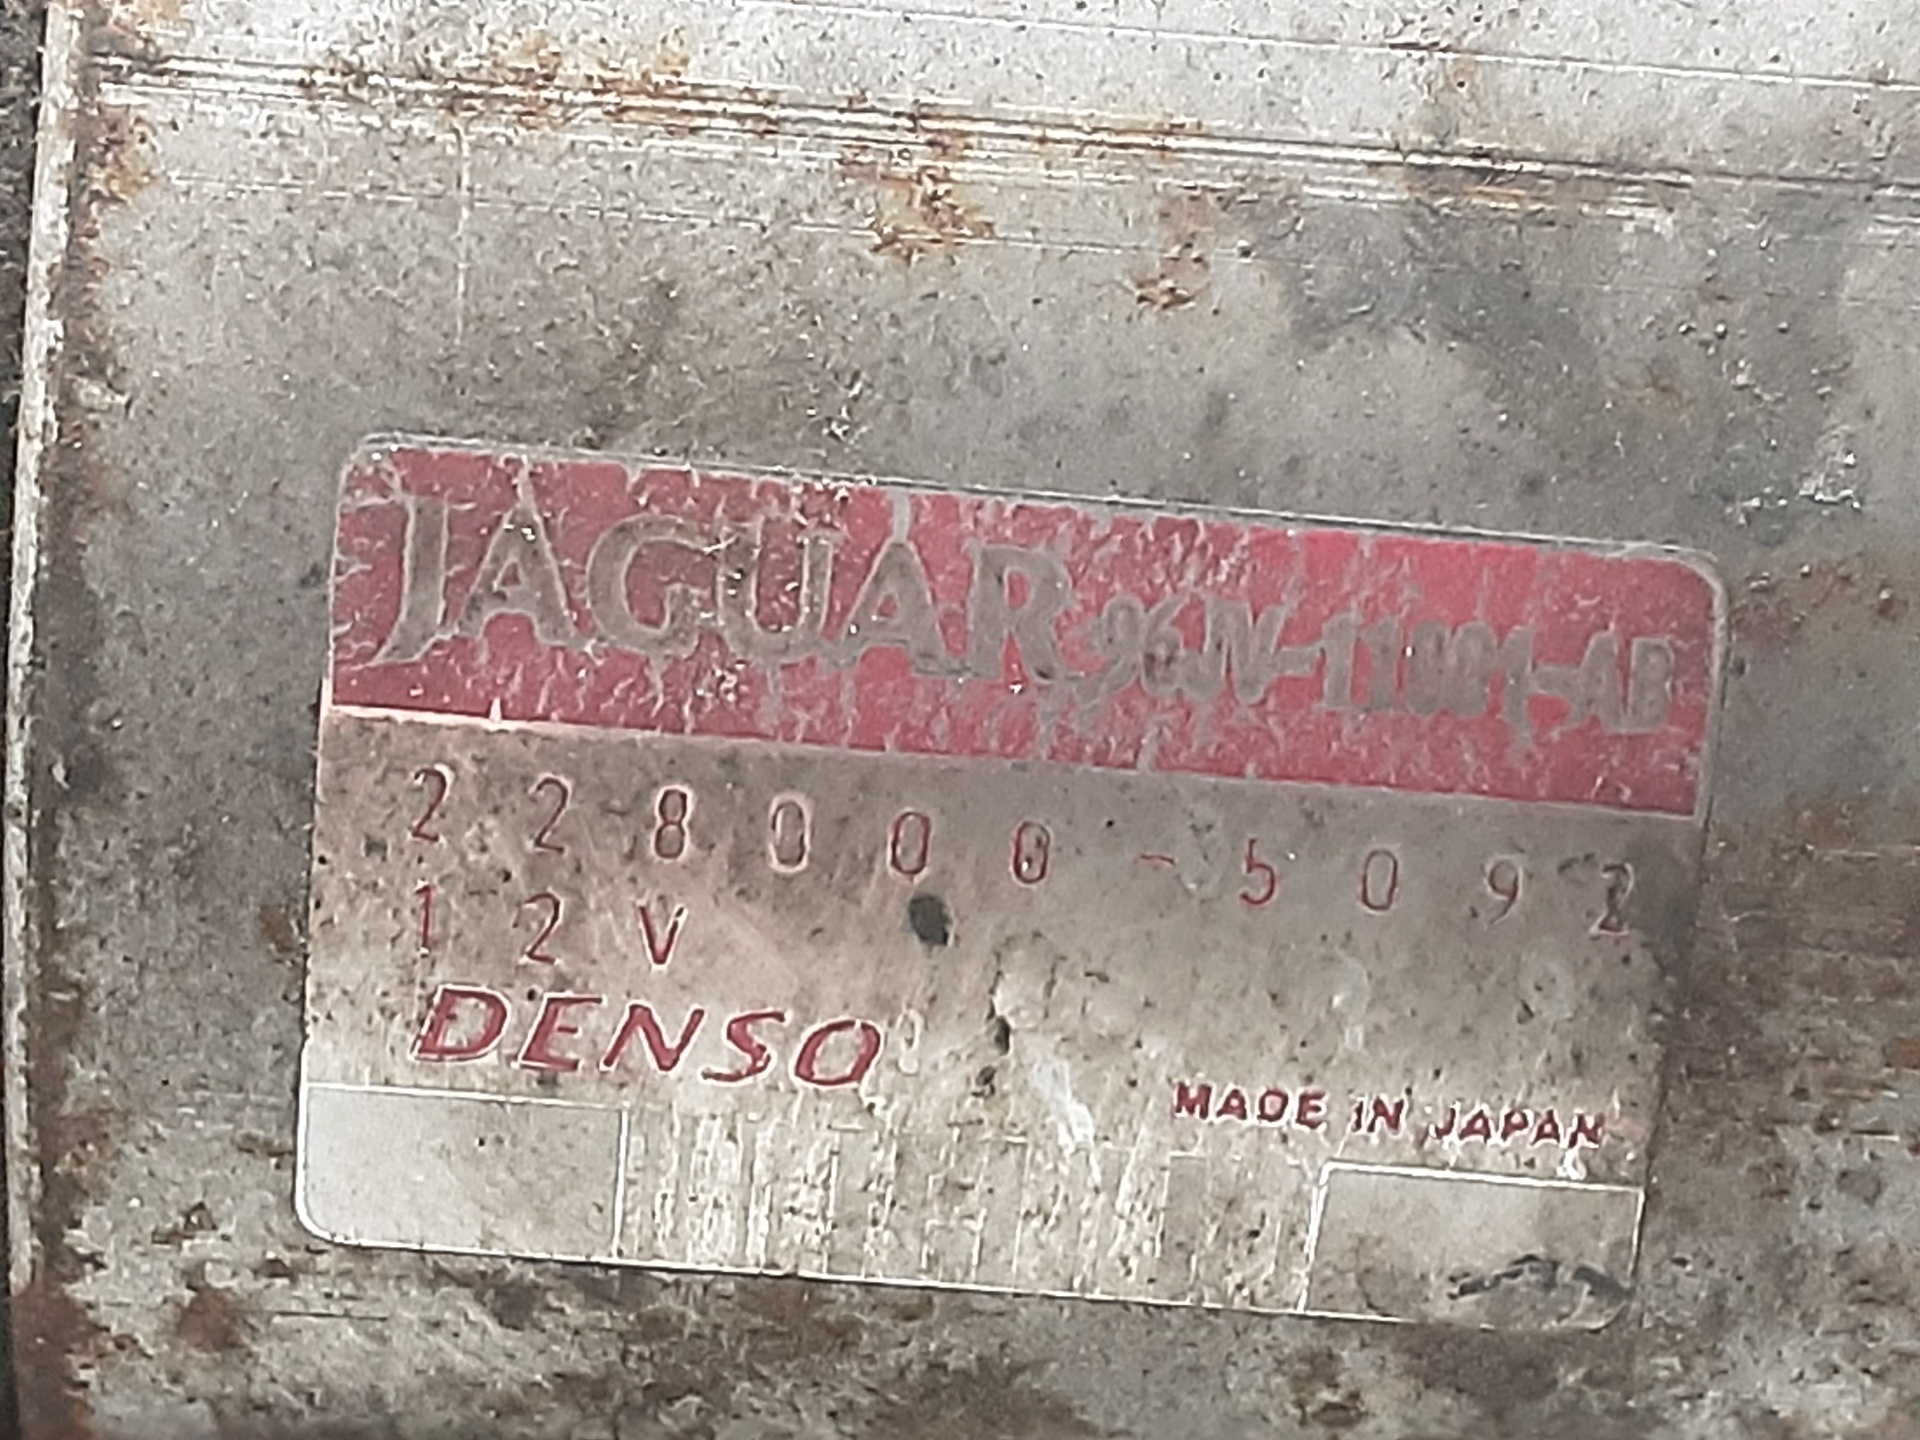 JAGUAR 96JV-11001-AB
228000-5092
12V
DENSO
MADE IN JAPAN